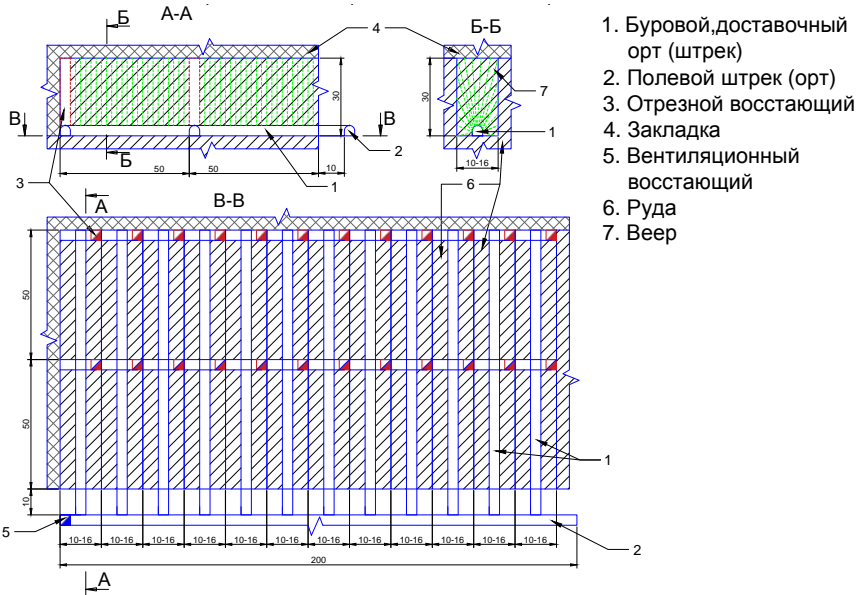 Б
А-А
Б-Б
4
7
30
30
В
В
1
2
Б
50
50
10
1
10-16
3
6
А
В-В
50
50
10
1
5
2
10-16
10-16
10-16
10-16
10-16
10-16
10-16
10-16
10-16
10-16
10-16
10-16
200
А
1. Буровой,доставочный
орт (штрек)
2. Полевой штрек (орт)
3. Отрезной восстающий
4. Закладка
5. Вентиляционный
восстающий
6. Руда
7. Веер